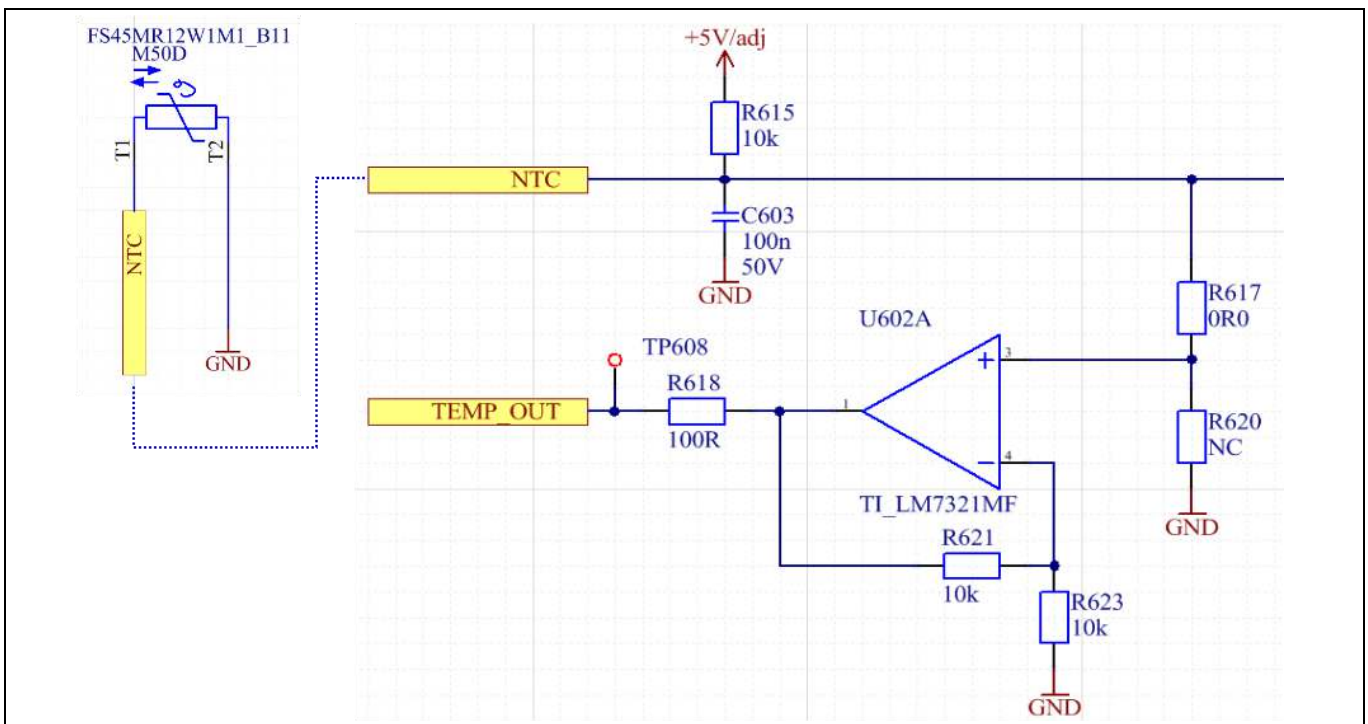 FS45MR12W1M1_B11
M50D
T1
T2
NTC
GND
+5V/adj
R615
10k
NTC
C603
100n
50V
GND
R617
0R0
U602A
TP608
3
R618
TEMP_OUT
1
100R
R620
NC
4
TI_LM7321MF
GND
R621
10k
R623
10k
GND